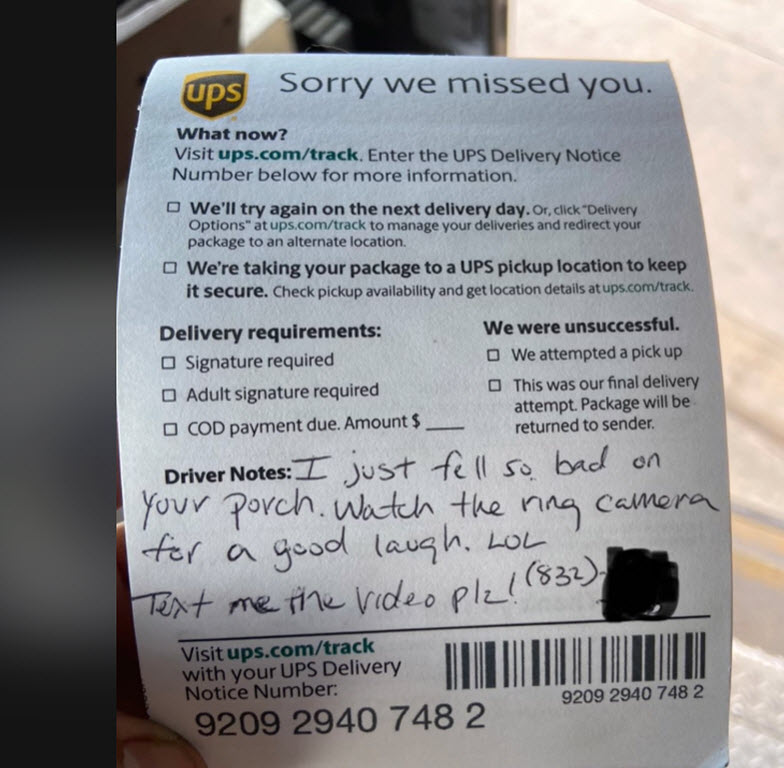 ups
Sorry we missed you.
What now?
Visit ups.com/track. Enter the UPS Delivery Notice
Number below for more information.
We'll try again on the next delivery day. Or, click "Delivery
Options" at ups.com/track to manage your deliveries and redirect your
package to an alternate location.
We're taking your package to a UPS pickup location to keep
it secure. Check pickup availability and get location details at ups.com/track.
Delivery requirements:
Signature required
Adult signature required
COD payment due. Amount $ ___
We were unsuccessful.
We attempted a pick up
This was our final delivery
attempt. Package will be
returned to sender.
Driver Notes: I just fell so bad on
your porch. Watch the ring camera
for a good laugh. LOL
Text me the video plz! (832)-
Visit ups.com/track
with your UPS Delivery
Notice Number:
9209 2940 748 2
9209 2940 748 2